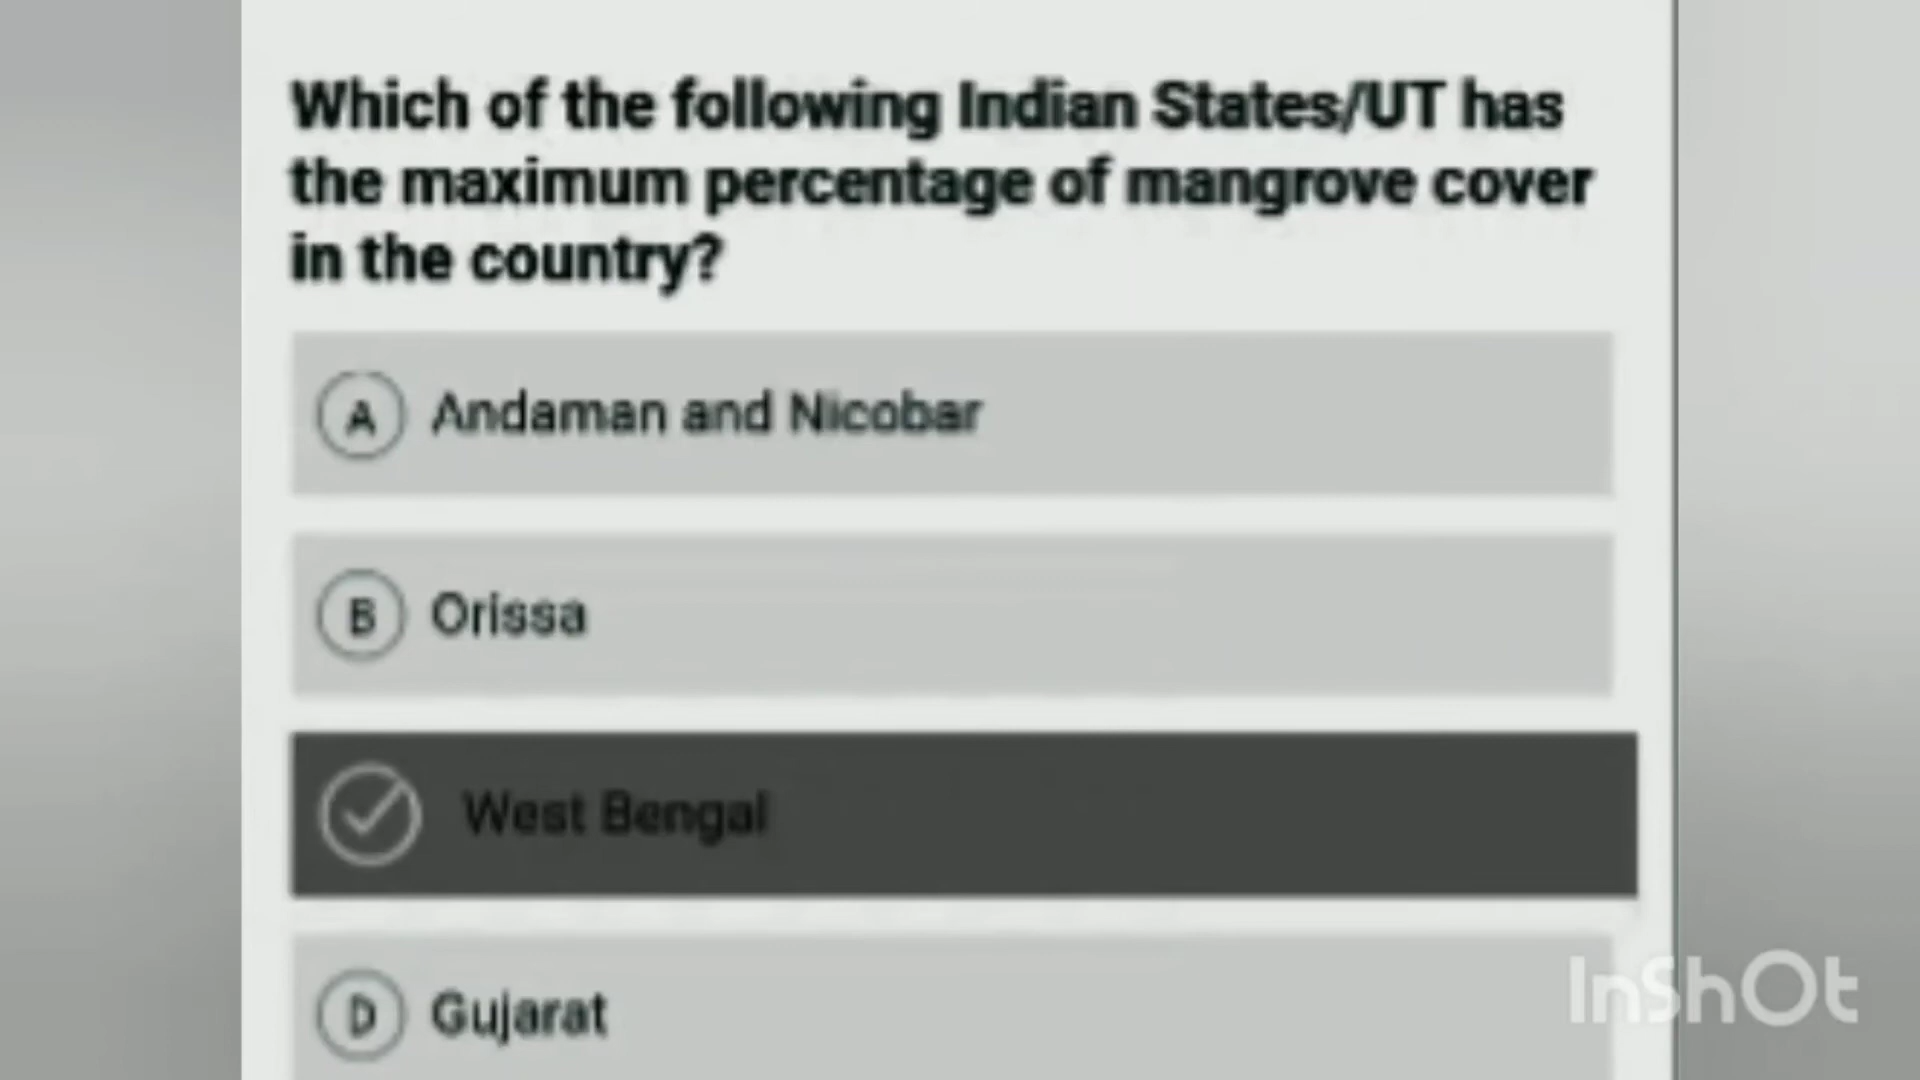 Which of the following Indian States/UT has
the maximum percentage of mangrove cover
in the country?
A Andaman and Nicobar
B Orissa
West Bengal
D Gujarat
InShOt